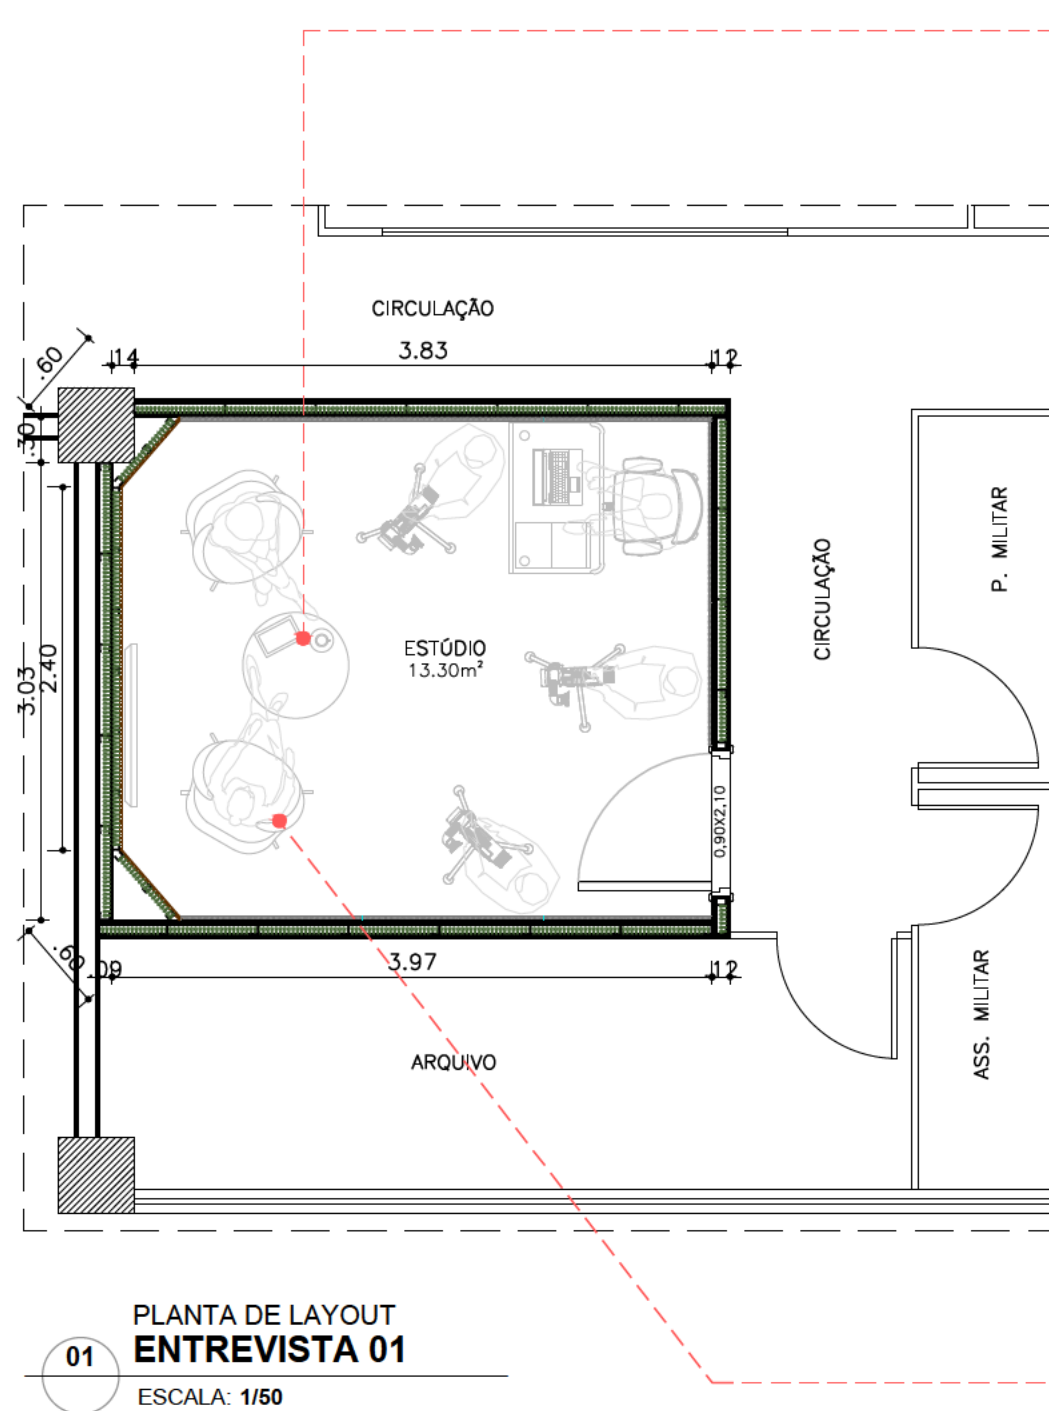 CIRCULAÇÃO
.60
.14
3.83
.12
.30
P. MILITAR
CIRCULAÇÃO
ESTÚDIO
13.30m²
3.03
2.40
0,90X2,10
.60
.09
3.97
.12
ARQUIVO
ASS. MILITAR
PLANTA DE LAYOUT
01
ENTREVISTA 01
ESCALA: 1/50